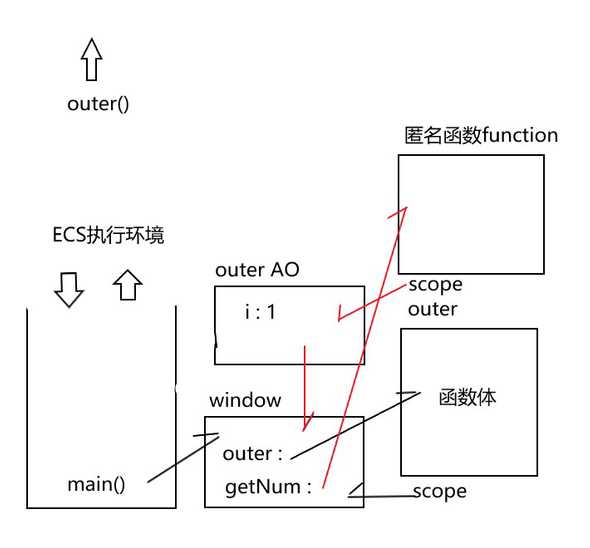 outer()
匿名函数function
ECS执行环境
outer AO
scope
i : 1
outer
函数体
window
outer :
main()
getNum :
scope